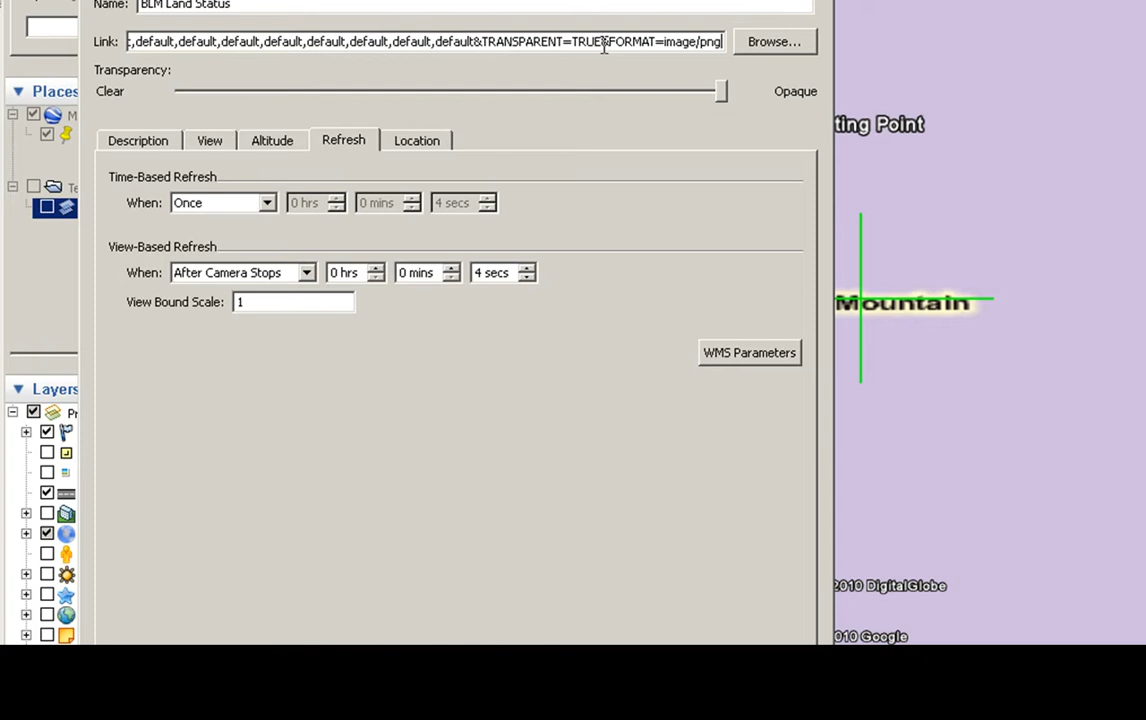 Name: BLM Land Status
Link: :,default,default,default,default,default,default,default,default&TRANSPARENT=TRUE&FORMAT=image/png
Browse...
Transparency:
Clear
Opaque
Places
M
Te
Description
View
Altitude
Refresh
Location
Time-Based Refresh
When: Once 0 hrs 0 mins 4 secs
View-Based Refresh
When: After Camera Stops 0 hrs 0 mins 4 secs
View Bound Scale: 1
WMS Parameters
Layers
Pr
ting Point
Mountain
2010 DigitalGlobe
010 Google